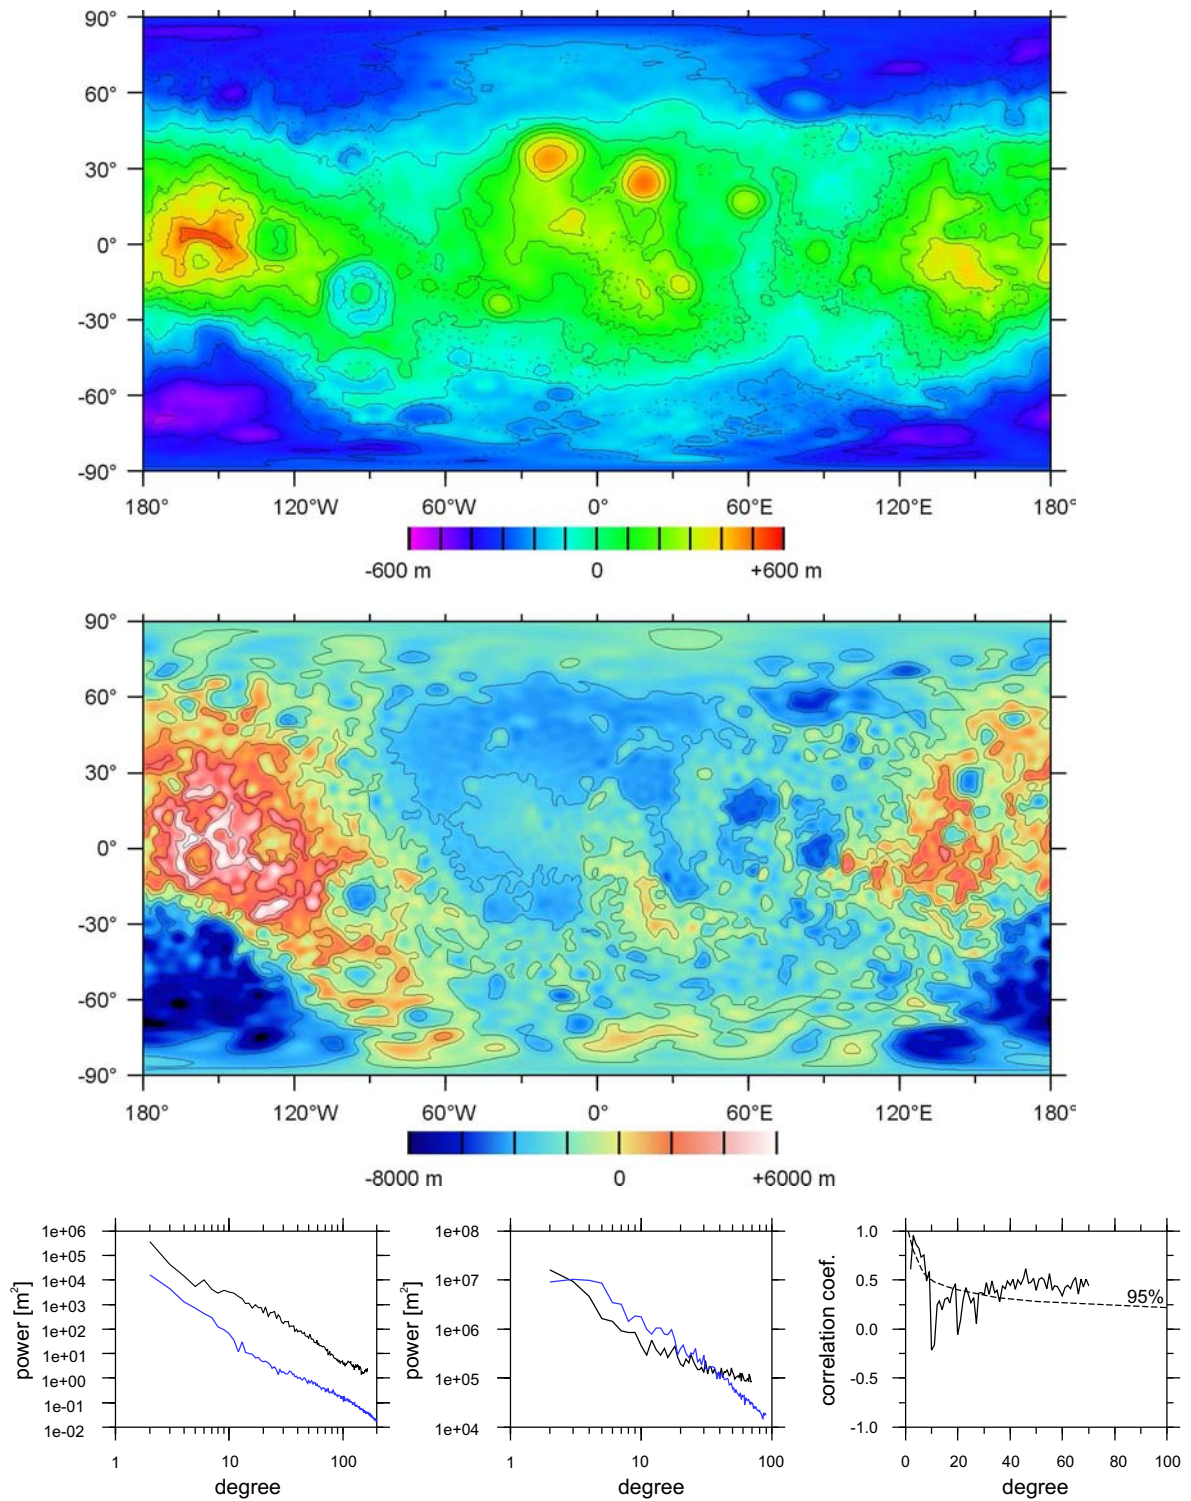 90°
60°
30°
0°
-30°
-60°
-90°
180° 120°W 60°W 0° 60°E 120°E 180°
-600 m 0 +600 m
90°
60°
30°
0°
-30°
-60°
-90°
180° 120°W 60°W 0° 60°E 120°E 180°
-8000 m 0 +6000 m
power [m²]
1e+06
1e+05
1e+04
1e+03
1e+02
1e+01
1e+00
1e-01
1e-02
1 10 100
degree
power [m²]
1e+08
1e+07
1e+06
1e+05
1e+04
1 10 100
degree
correlation coef.
1.0
0.5
0.0
-0.5
-1.0
95%
0 20 40 60 80 100
degree